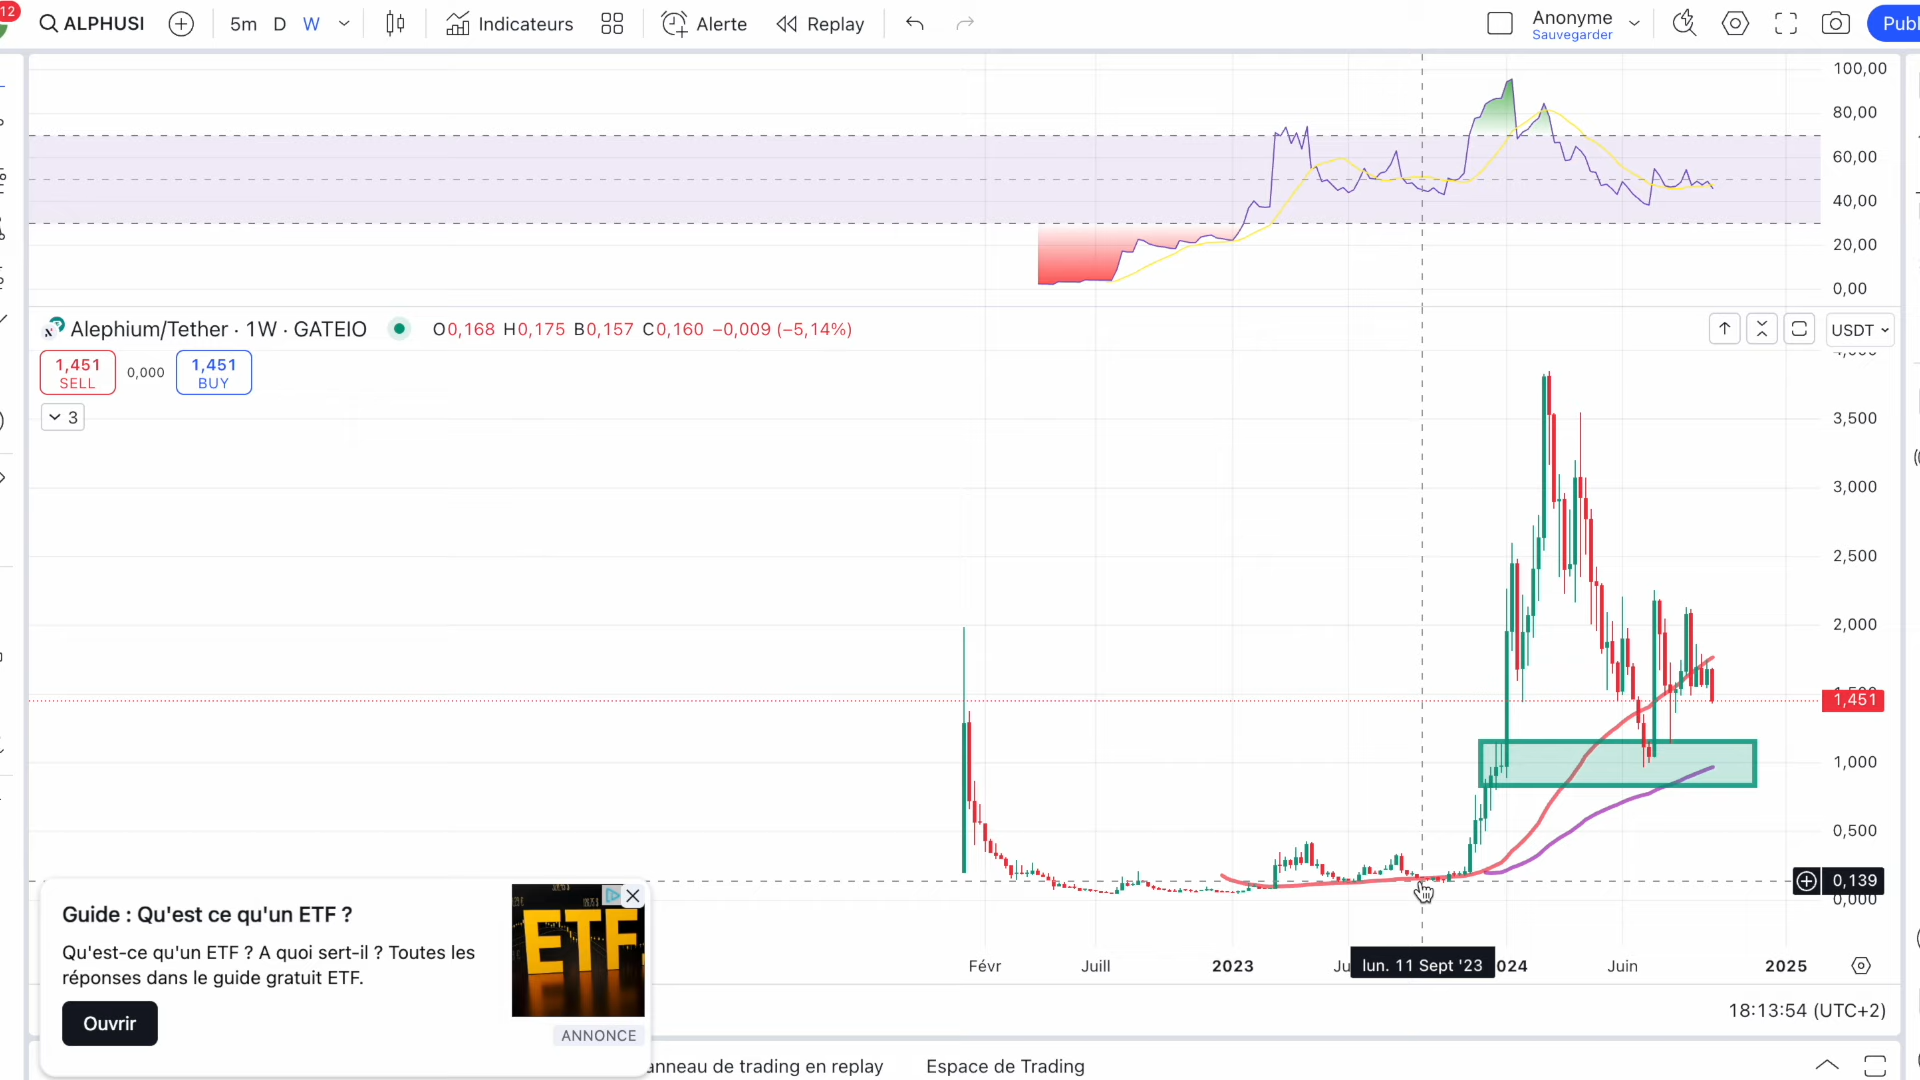 12
ALPHUSI
5m D W
Indicateurs
Alerte
Replay
Anonyme
Sauvegarder
Publ
100,00
80,00
60,00
40,00
20,00
0,00
Alephium/Tether · 1W · GATEIO
O0,168 H0,175 B0,157 C0,160 −0,009 (−5,14%)
USDT
1,451
SELL
0,000
1,451
BUY
3
3,500
3,000
2,500
2,000
1,451
1,000
0,500
0,139
0,000
Févr
Juill
2023
Ju
lun. 11 Sept '23
024
Juin
2025
Guide : Qu'est ce qu'un ETF ?
Qu'est-ce qu'un ETF ? A quoi sert-il ? Toutes les
réponses dans le guide gratuit ETF.
Ouvrir
ETF
ANNONCE
18:13:54 (UTC+2)
anneau de trading en replay
Espace de Trading